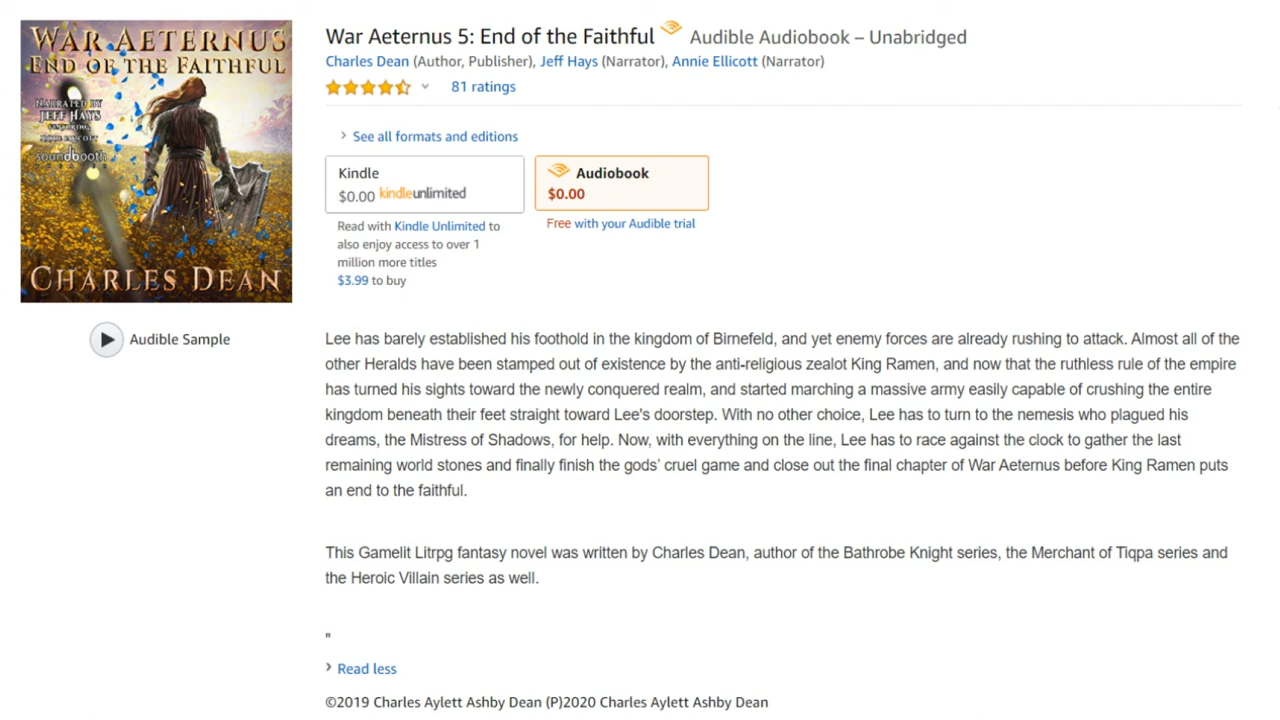 WAR AETERNUS
END OF THE FAITHFUL
NARRATED BY
JEFF HAYS
FEATURING
ANNIE ELLICOTT
soundbooth
CHARLES DEAN
Audible Sample
War Aeternus 5: End of the Faithful Audible Audiobook – Unabridged
Charles Dean (Author, Publisher), Jeff Hays (Narrator), Annie Ellicott (Narrator)
81 ratings
See all formats and editions
Kindle
$0.00 kindleunlimited
Read with Kindle Unlimited to
also enjoy access to over 1
million more titles
$3.99 to buy
Audiobook
$0.00
Free with your Audible trial
Lee has barely established his foothold in the kingdom of Birnefeld, and yet enemy forces are already rushing to attack. Almost all of the
other Heralds have been stamped out of existence by the anti-religious zealot King Ramen, and now that the ruthless rule of the empire
has turned his sights toward the newly conquered realm, and started marching a massive army easily capable of crushing the entire
kingdom beneath their feet straight toward Lee's doorstep. With no other choice, Lee has to turn to the nemesis who plagued his
dreams, the Mistress of Shadows, for help. Now, with everything on the line, Lee has to race against the clock to gather the last
remaining world stones and finally finish the gods' cruel game and close out the final chapter of War Aeternus before King Ramen puts
an end to the faithful.
This Gamelit Litrpg fantasy novel was written by Charles Dean, author of the Bathrobe Knight series, the Merchant of Tiqpa series and
the Heroic Villain series as well.
"
Read less
©2019 Charles Aylett Ashby Dean (P)2020 Charles Aylett Ashby Dean